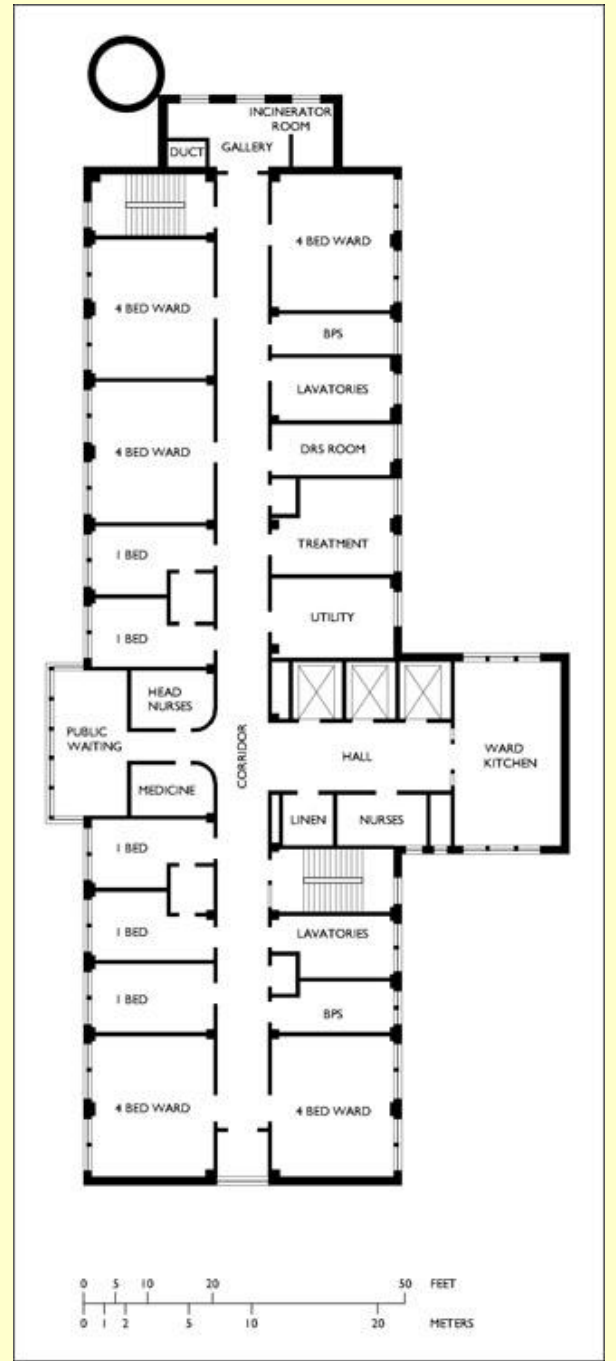 INCINERATOR
ROOM
DUCT
GALLERY
4 BED WARD
4 BED WARD
BPS
LAVATORIES
4 BED WARD
DRS ROOM
TREATMENT
1 BED
UTILITY
1 BED
HEAD
NURSES
PUBLIC
WAITING
CORRIDOR
HALL
WARD
KITCHEN
MEDICINE
LINEN
NURSES
1 BED
1 BED
LAVATORIES
1 BED
BPS
4 BED WARD
4 BED WARD
0 5 10 20 50 FEET
0 1 2 5 10 20 METERS